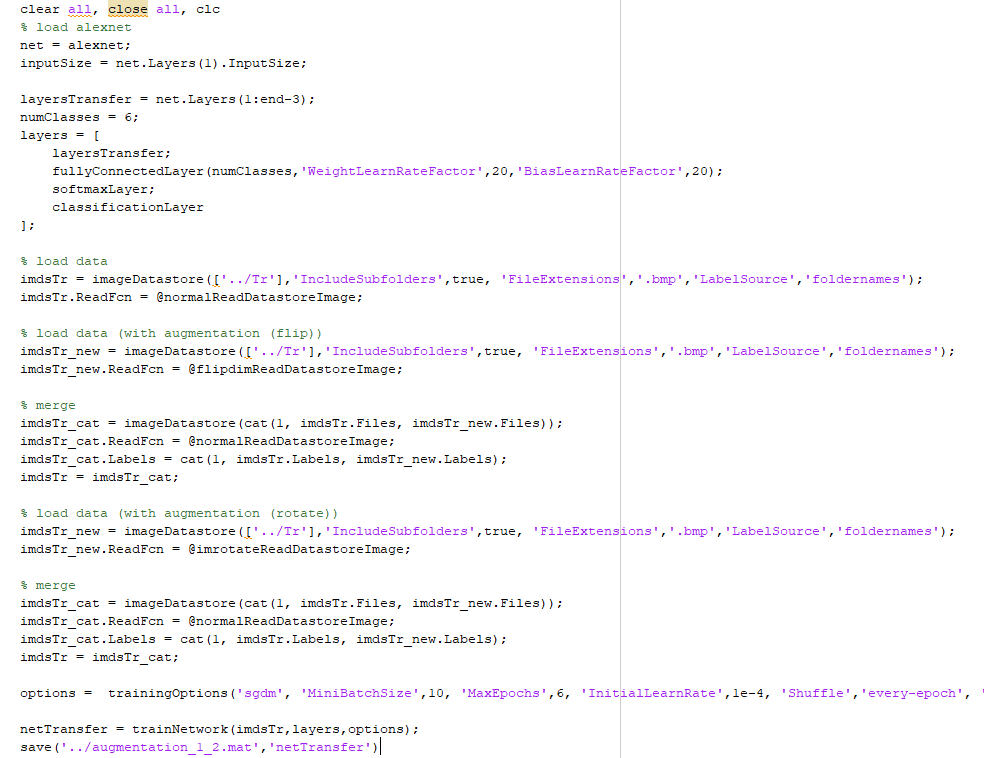 clear all, close all, clc
% load alexnet
net = alexnet;
inputSize = net.Layers(1).InputSize;
layersTransfer = net.Layers(1:end-3);
numClasses = 6;
layers = [
layersTransfer;
fullyConnectedLayer(numClasses,'WeightLearnRateFactor',20,'BiasLearnRateFactor',20);
softmaxLayer;
classificationLayer
];
% load data
imdsTr = imageDatastore(['../Tr'],'IncludeSubfolders',true, 'FileExtensions','.bmp','LabelSource','foldernames');
imdsTr.ReadFcn = @normalReadDatastoreImage;
% load data (with augmentation (flip))
imdsTr_new = imageDatastore(['../Tr'],'IncludeSubfolders',true, 'FileExtensions','.bmp','LabelSource','foldernames');
imdsTr_new.ReadFcn = @flipdimReadDatastoreImage;
% merge
imdsTr_cat = imageDatastore(cat(1, imdsTr.Files, imdsTr_new.Files));
imdsTr_cat.ReadFcn = @normalReadDatastoreImage;
imdsTr_cat.Labels = cat(1, imdsTr.Labels, imdsTr_new.Labels);
imdsTr = imdsTr_cat;
% load data (with augmentation (rotate))
imdsTr_new = imageDatastore(['../Tr'],'IncludeSubfolders',true, 'FileExtensions','.bmp','LabelSource','foldernames');
imdsTr_new.ReadFcn = @imrotateReadDatastoreImage;
% merge
imdsTr_cat = imageDatastore(cat(1, imdsTr.Files, imdsTr_new.Files));
imdsTr_cat.ReadFcn = @normalReadDatastoreImage;
imdsTr_cat.Labels = cat(1, imdsTr.Labels, imdsTr_new.Labels);
imdsTr = imdsTr_cat;
options =  trainingOptions('sgdm', 'MiniBatchSize',10, 'MaxEpochs',6, 'InitialLearnRate',1e-4, 'Shuffle','every-epoch', '
netTransfer = trainNetwork(imdsTr,layers,options);
save('../augmentation_1_2.mat','netTransfer')